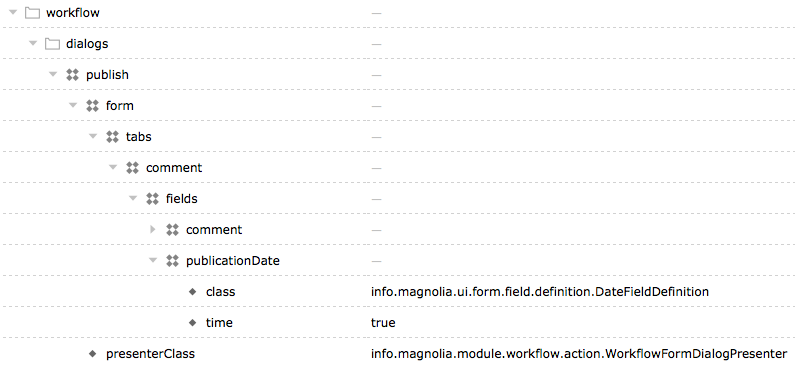 workflow —
dialogs —
publish —
form —
tabs —
comment —
fields —
comment —
publicationDate —
class info.magnolia.ui.form.field.definition.DateFieldDefinition
time true
presenterClass info.magnolia.module.workflow.action.WorkflowFormDialogPresenter